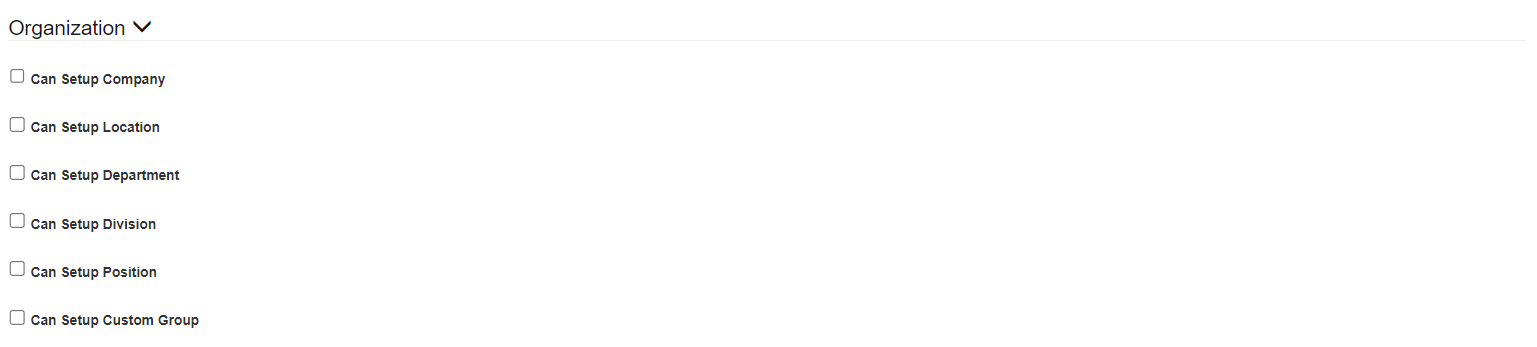 Organization
Can Setup Company
Can Setup Location
Can Setup Department
Can Setup Division
Can Setup Position
Can Setup Custom Group